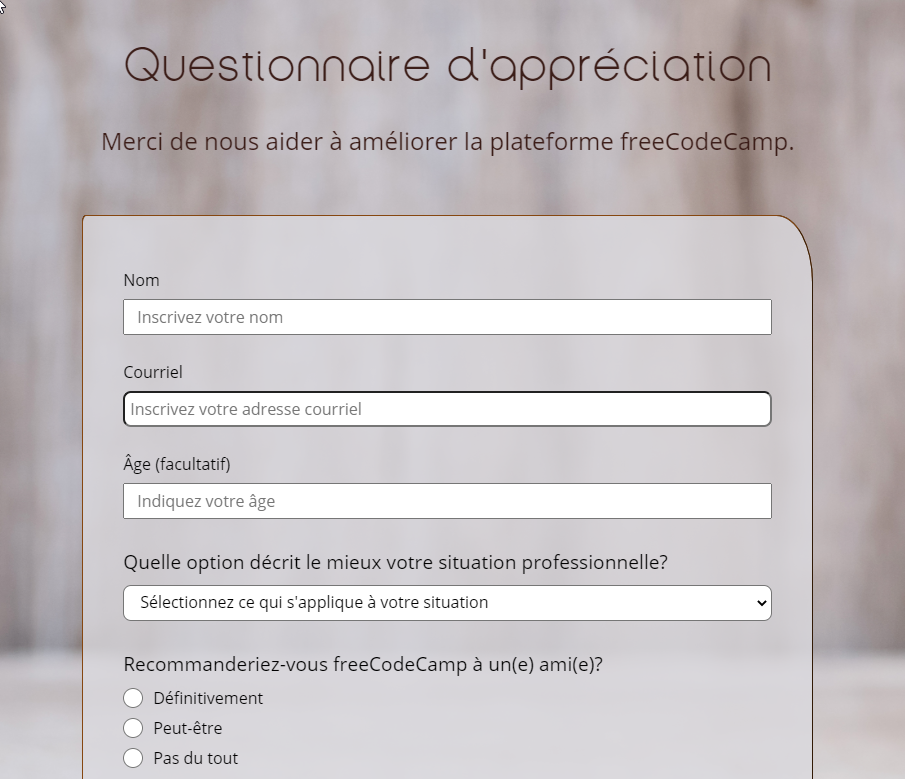 Questionnaire d'appréciation
Merci de nous aider à améliorer la plateforme freeCodeCamp.
Nom
Inscrivez votre nom
Courriel
Inscrivez votre adresse courriel
Âge (facultatif)
Indiquez votre âge
Quelle option décrit le mieux votre situation professionnelle?
Sélectionnez ce qui s'applique à votre situation
Recommanderiez-vous freeCodeCamp à un(e) ami(e)?
Définitivement
Peut-être
Pas du tout